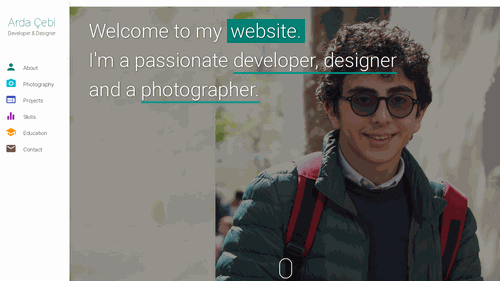 Arda Çebi
Developer & Designer
About
Photography
Projects
Skills
Education
Contact
Welcome to my website.
I'm a passionate developer, designer
and a photographer.